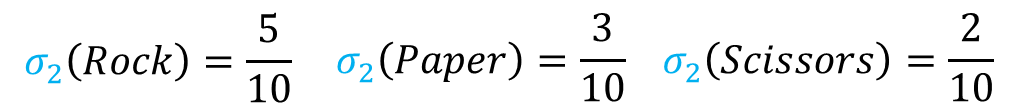 σ₂(Rock) = 5/10 σ₂(Paper) = 3/10 σ₂(Scissors) = 2/10